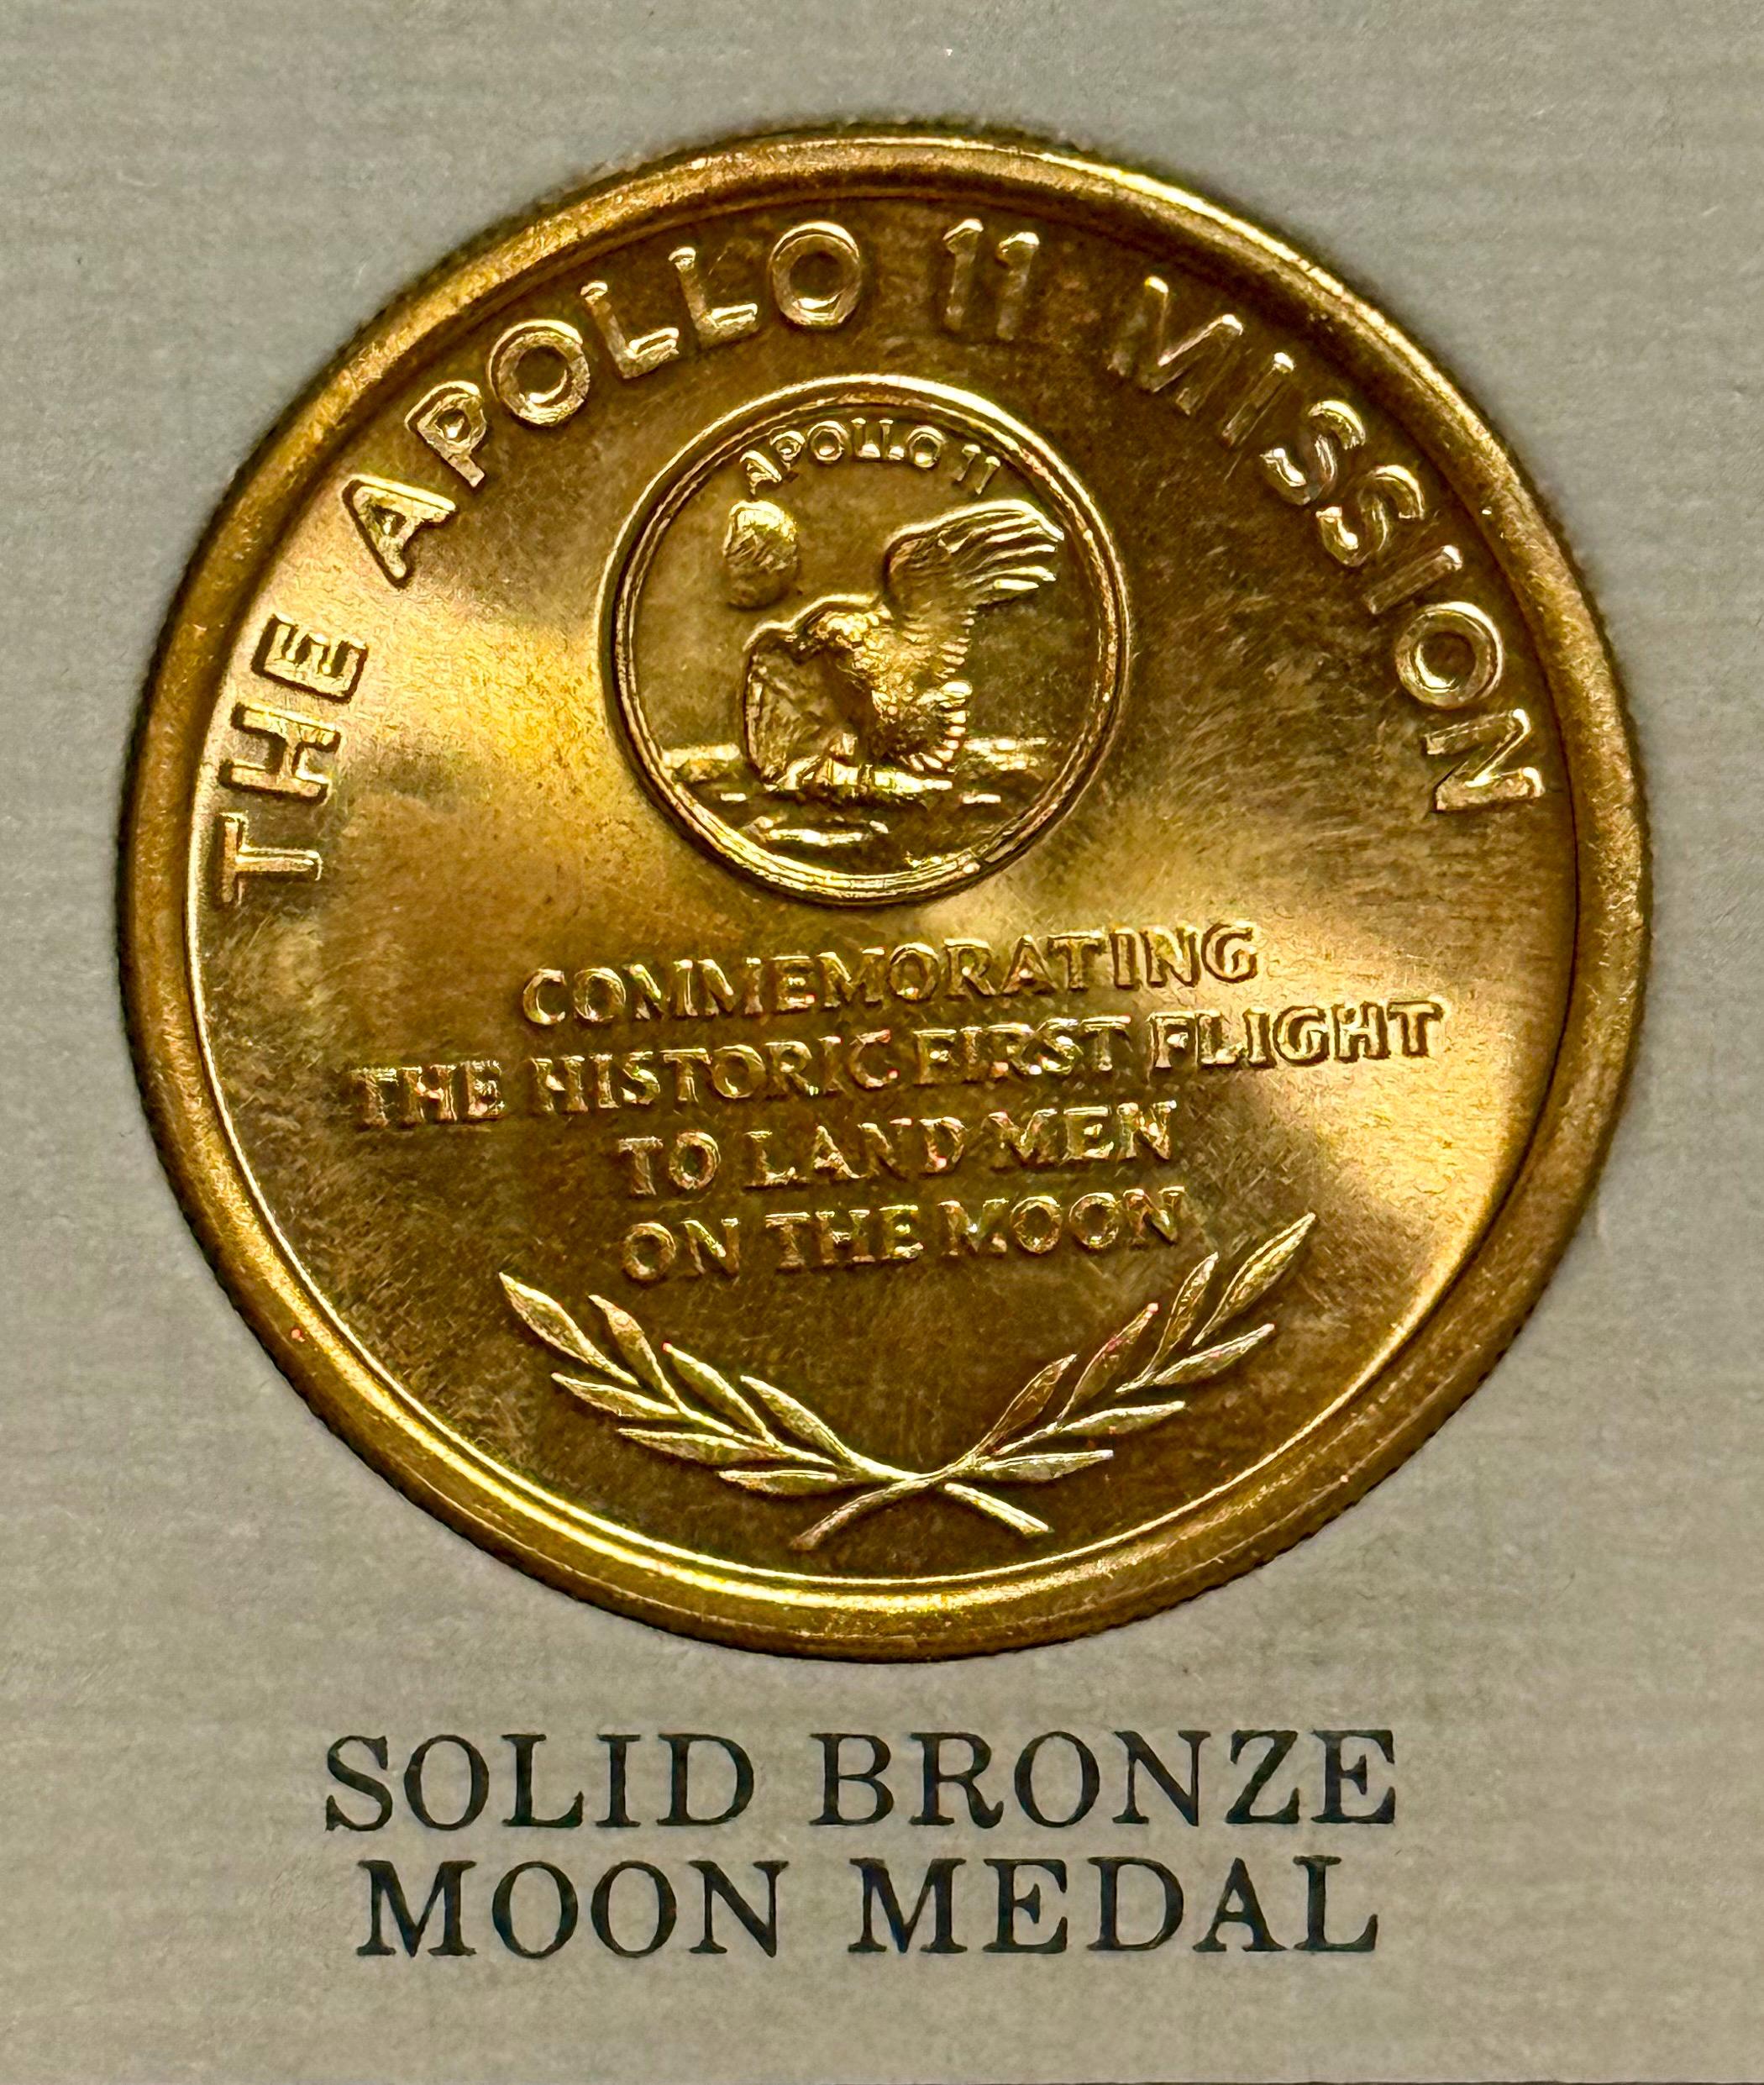 THE APOLLO 11 MISSION
APOLLO 11
COMMEMORATING
THE HISTORIC FIRST FLIGHT
TO LAND MEN
ON THE MOON
SOLID BRONZE
MOON MEDAL